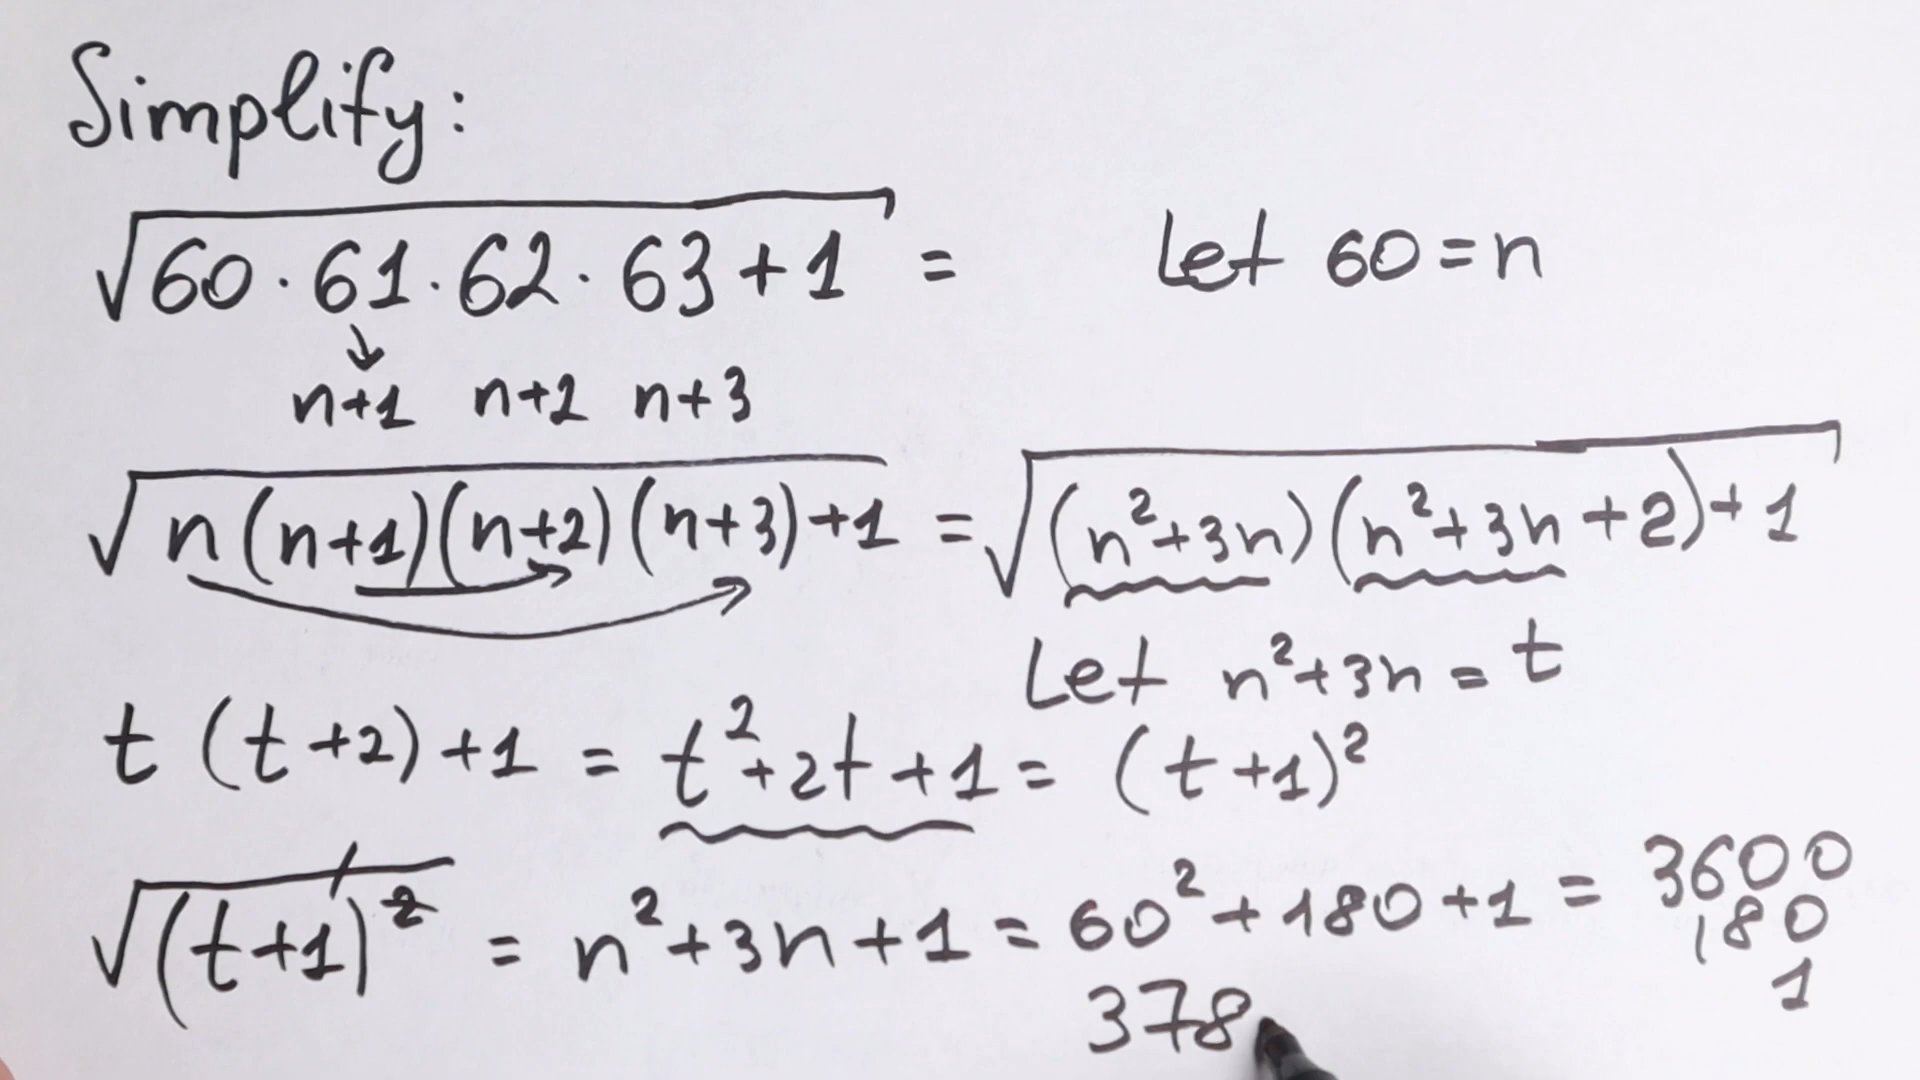 Simplify:
√60·61·62·63+1 = Let 60=n
n+1 n+2 n+3
√n(n+1)(n+2)(n+3)+1 = √(n²+3n)(n²+3n+2)+1
Let n²+3n = t
t(t+2)+1 = t²+2t+1 = (t+1)²
√(t+1)² = n²+3n+1 = 60²+180+1 = 3600
180
1
378